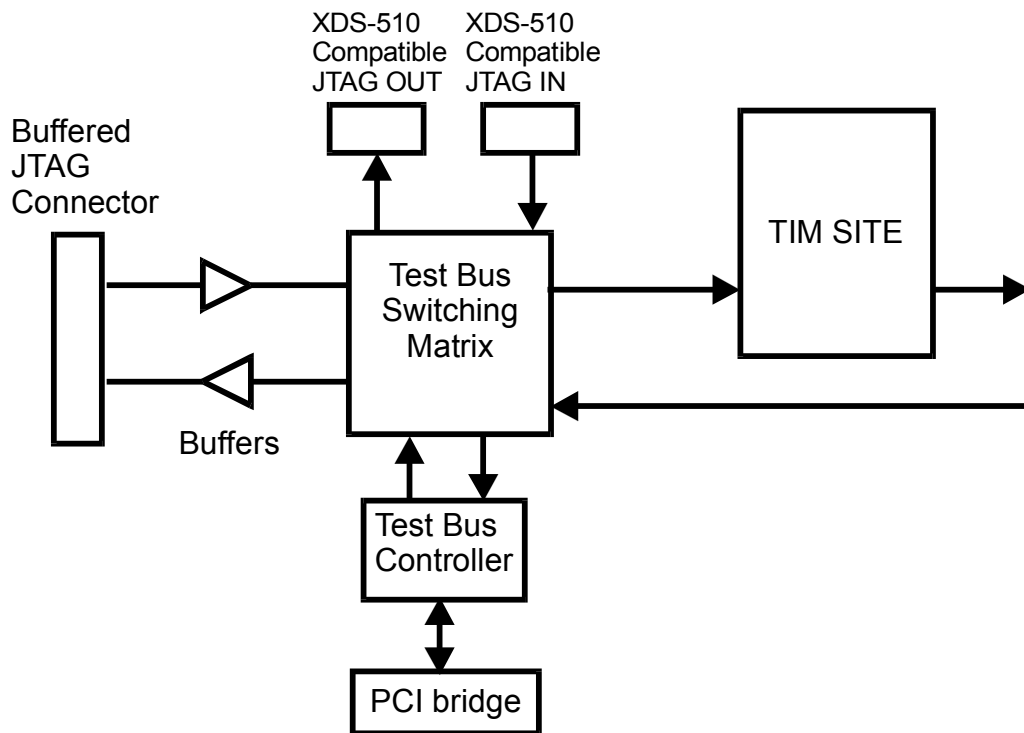 XDS-510
Compatible
JTAG OUT
XDS-510
Compatible
JTAG IN
Buffered
JTAG
Connector
TIM SITE
Test Bus
Switching
Matrix
Buffers
Test Bus
Controller
PCI bridge